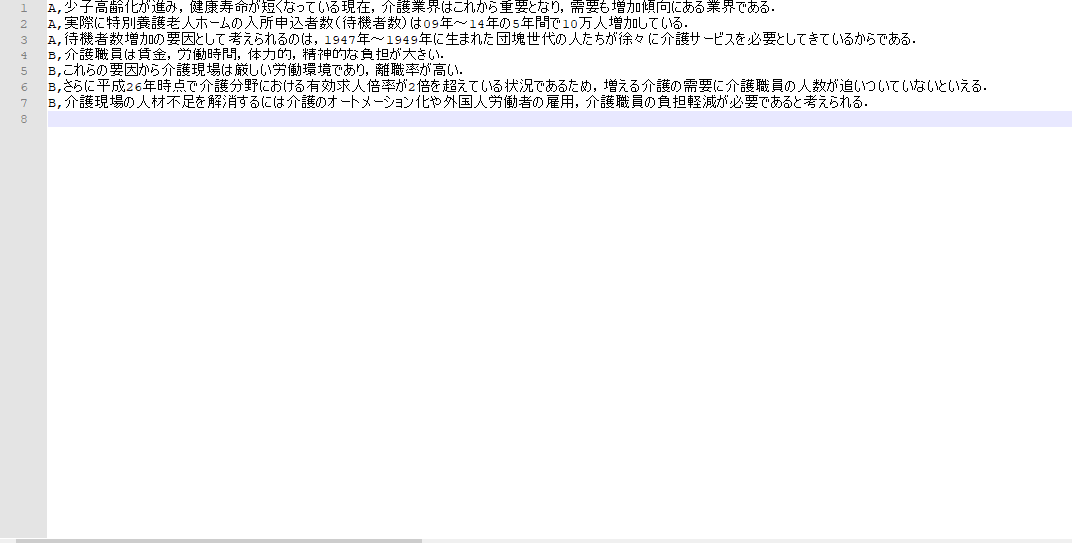 1 A,少子高齢化が進み, 健康寿命が短くなっている現在, 介護業界はこれから重要となり, 需要も増加傾向にある業界である.
2 A,実際に特別養護老人ホームの入所申込者数(待機者数)は09年～14年の5年間で10万人増加している.
3 A,待機者数増加の要因として考えられるのは, 1947年～1949年に生まれた団塊世代の人たちが徐々に介護サービスを必要としてきているからである.
4 B,介護職員は賃金, 労働時間, 体力的, 精神的な負担が大きい.
5 B,これらの要因から介護現場は厳しい労働環境であり, 離職率が高い.
6 B,さらに平成26年時点で介護分野における有効求人倍率が2倍を超えている状況であるため, 増える介護の需要に介護職員の人数が追いついていないといえる.
7 B,介護現場の人材不足を解消するには介護のオートメーション化や外国人労働者の雇用, 介護職員の負担軽減が必要であると考えられる.
8